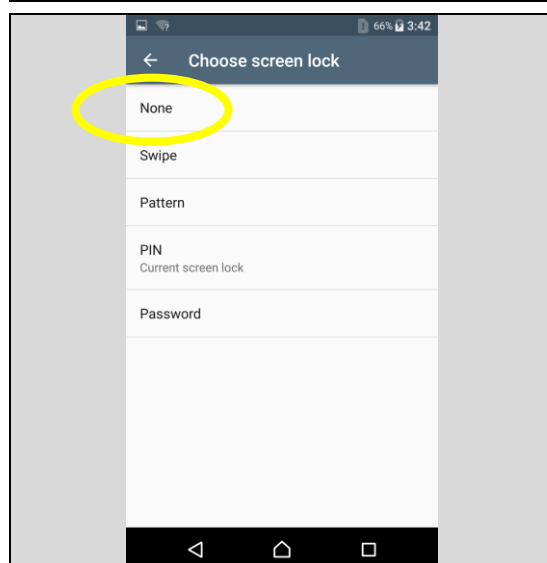 66% 3:42
Choose screen lock
None
Swipe
Pattern
PIN
Current screen lock
Password